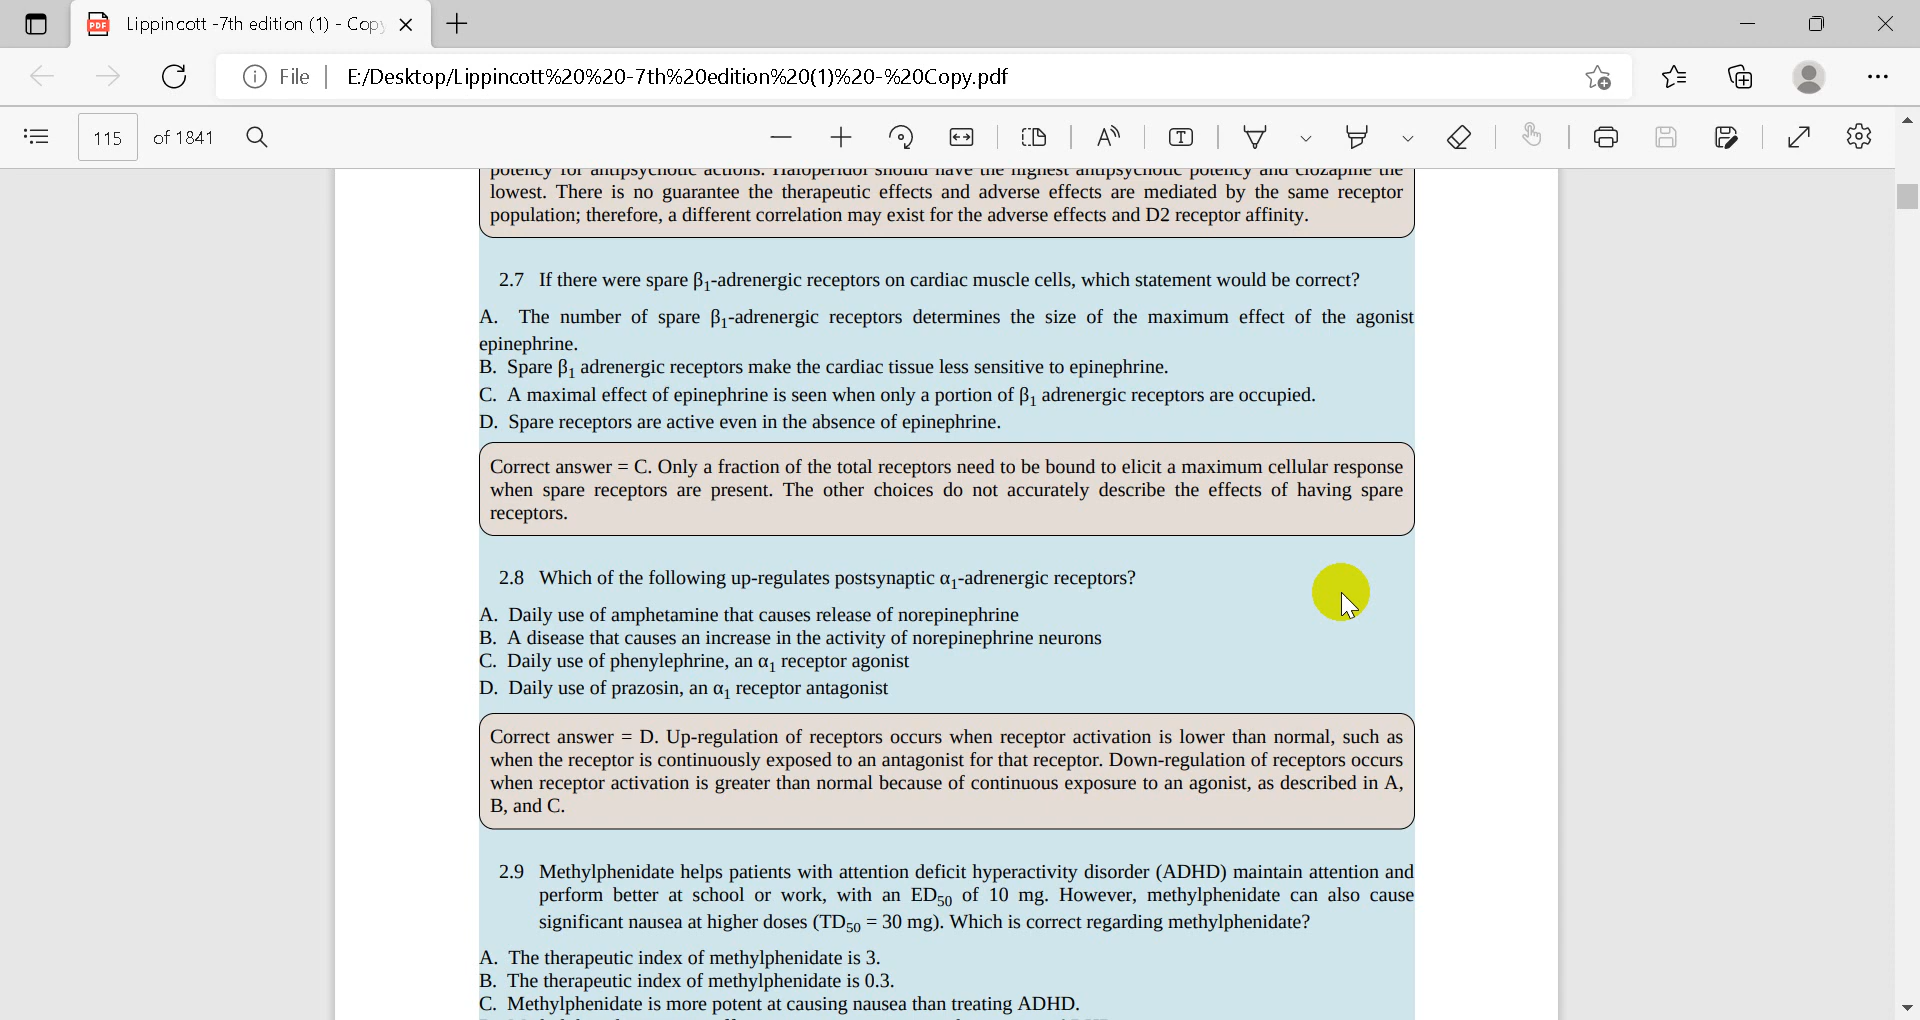 Lippincott -7th edition (1) - Copy
File
E:/Desktop/Lippincott%20%20-7th%20edition%20(1)%20-%20Copy.pdf
115 of 1841
potency for antipsychotic actions. Haloperidol should have the highest antipsychotic potency and clozapine the
lowest. There is no guarantee the therapeutic effects and adverse effects are mediated by the same receptor
population; therefore, a different correlation may exist for the adverse effects and D2 receptor affinity.
2.7 If there were spare β₁-adrenergic receptors on cardiac muscle cells, which statement would be correct?
A. The number of spare β₁-adrenergic receptors determines the size of the maximum effect of the agonist
epinephrine.
B. Spare β₁ adrenergic receptors make the cardiac tissue less sensitive to epinephrine.
C. A maximal effect of epinephrine is seen when only a portion of β₁ adrenergic receptors are occupied.
D. Spare receptors are active even in the absence of epinephrine.
Correct answer = C. Only a fraction of the total receptors need to be bound to elicit a maximum cellular response
when spare receptors are present. The other choices do not accurately describe the effects of having spare
receptors.
2.8 Which of the following up-regulates postsynaptic α₁-adrenergic receptors?
A. Daily use of amphetamine that causes release of norepinephrine
B. A disease that causes an increase in the activity of norepinephrine neurons
C. Daily use of phenylephrine, an α₁ receptor agonist
D. Daily use of prazosin, an α₁ receptor antagonist
Correct answer = D. Up-regulation of receptors occurs when receptor activation is lower than normal, such as
when the receptor is continuously exposed to an antagonist for that receptor. Down-regulation of receptors occurs
when receptor activation is greater than normal because of continuous exposure to an agonist, as described in A,
B, and C.
2.9 Methylphenidate helps patients with attention deficit hyperactivity disorder (ADHD) maintain attention and
perform better at school or work, with an ED₅₀ of 10 mg. However, methylphenidate can also cause
significant nausea at higher doses (TD₅₀ = 30 mg). Which is correct regarding methylphenidate?
A. The therapeutic index of methylphenidate is 3.
B. The therapeutic index of methylphenidate is 0.3.
C. Methylphenidate is more potent at causing nausea than treating ADHD.